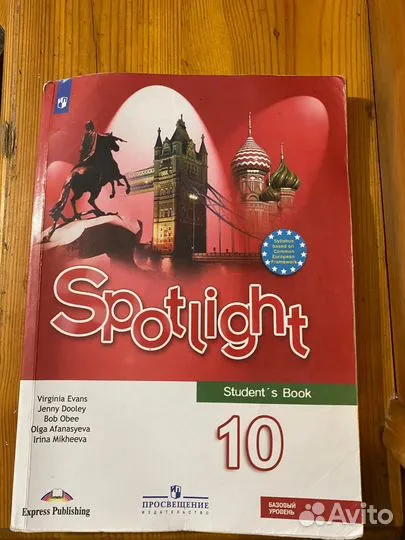 Syllabus
based on
Common
European
Framework
Spotlight
Student's Book
Virginia Evans
Jenny Dooley
Bob Obee
Olga Afanasyeva
Irina Mikheeva
10
Express Publishing
ПРОСВЕЩЕНИЕ
ИЗДАТЕЛЬСТВО
БАЗОВЫЙ
УРОВЕНЬ
Avito